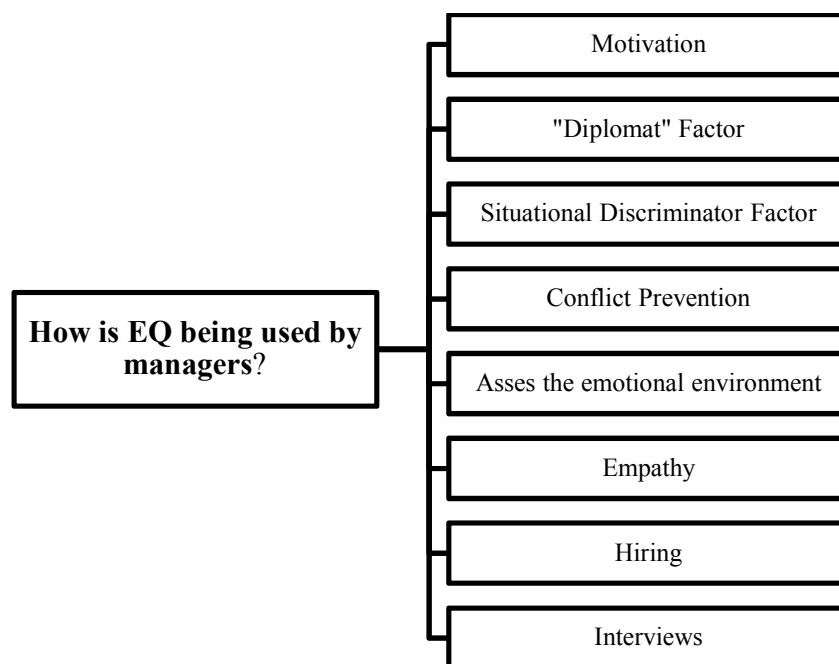 How is EQ being used by
managers?
Motivation
"Diplomat" Factor
Situational Discriminator Factor
Conflict Prevention
Asses the emotional environment
Empathy
Hiring
Interviews